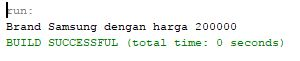 run:
Brand Samsung dengan harga 200000
BUILD SUCCESSFUL (total time: 0 seconds)